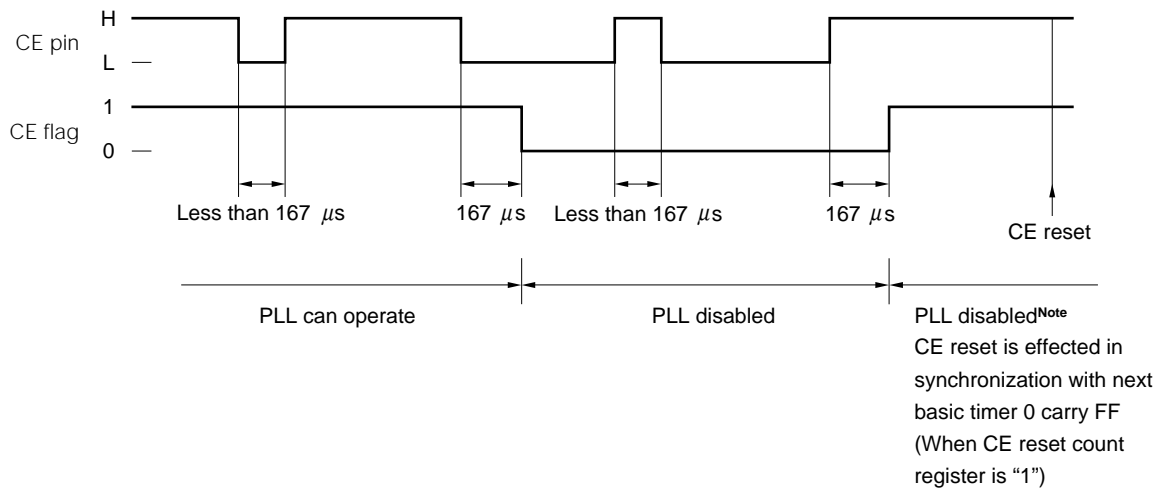 H
CE pin
L
1
CE flag
0
Less than 167 μs
167 μs
Less than 167 μs
167 μs
CE reset
PLL can operate
PLL disabled
PLL disabledNote
CE reset is effected in
synchronization with next
basic timer 0 carry FF
(When CE reset count
register is “1”)